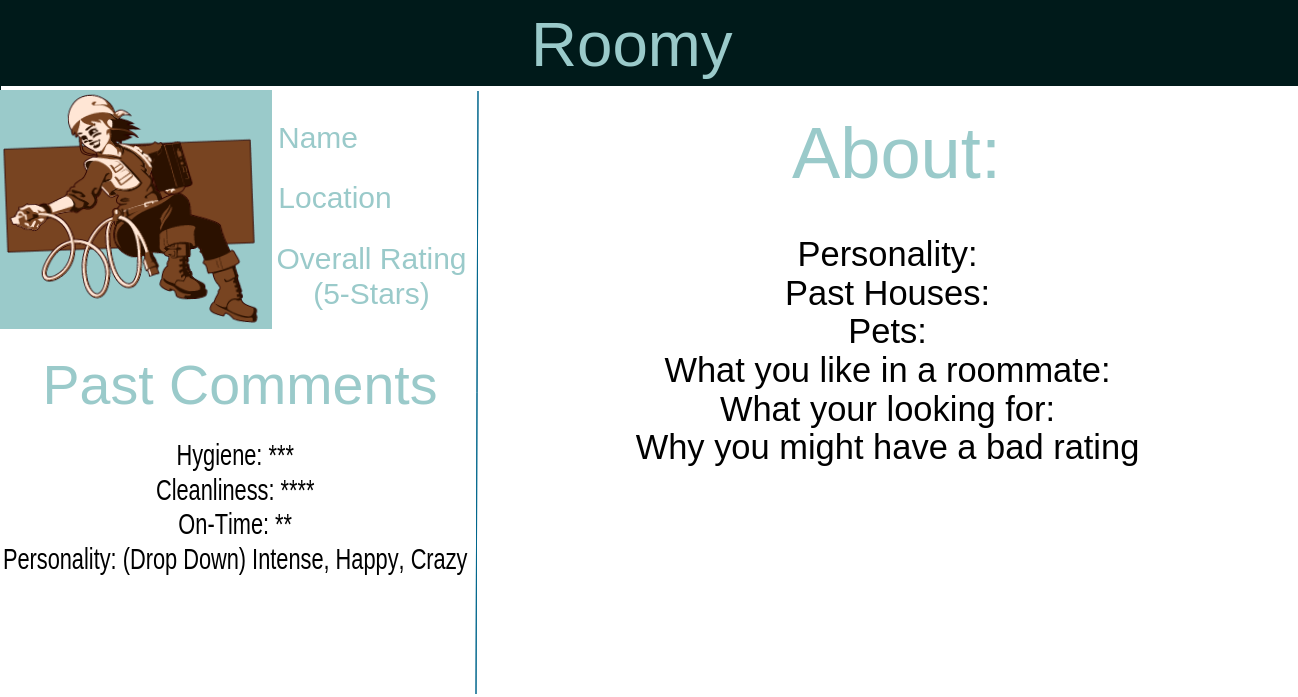 Roomy
Name
Location
Overall Rating
(5-Stars)
Past Comments
Hygiene: ***
Cleanliness: ****
On-Time: **
Personality: (Drop Down) Intense, Happy, Crazy
About:
Personality:
Past Houses:
Pets:
What you like in a roommate:
What your looking for:
Why you might have a bad rating